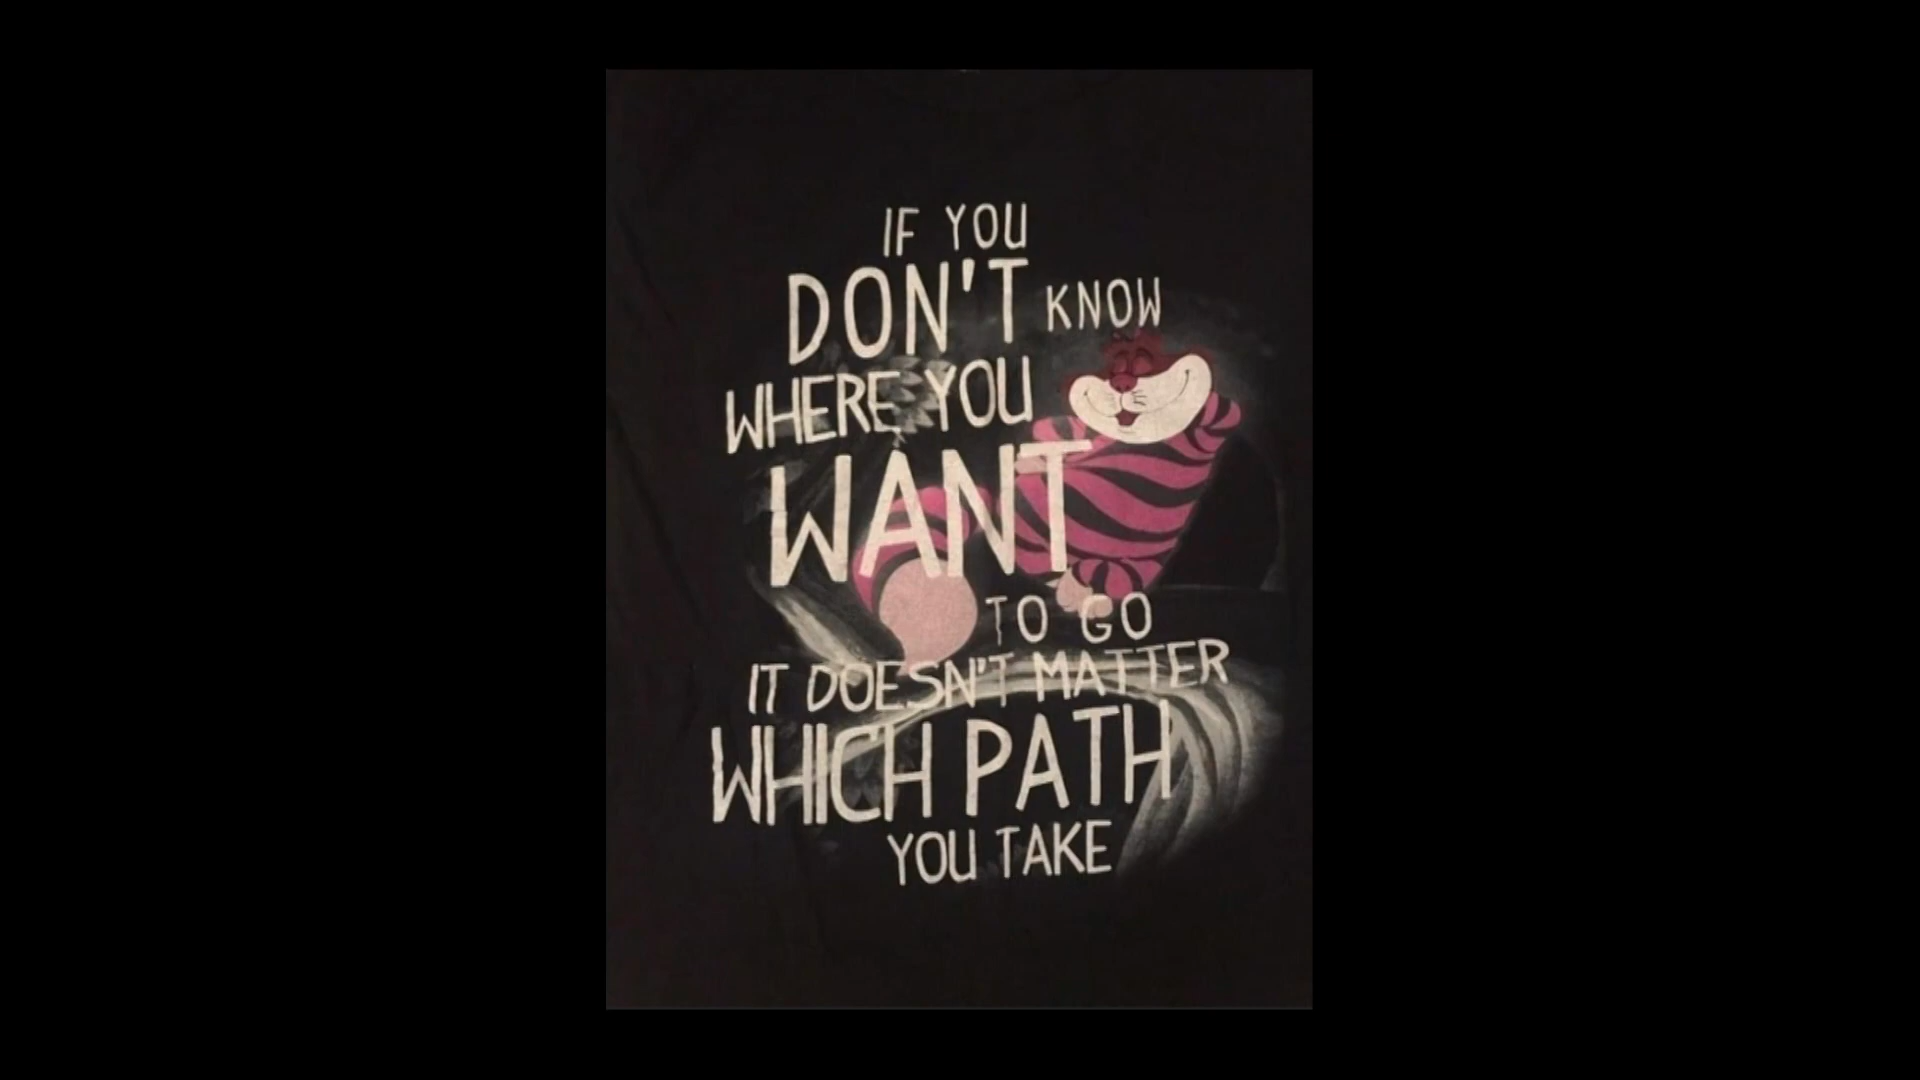 IF YOU
DON'T KNOW
WHERE YOU
WANT
TO GO
IT DOESN'T MATTER
WHICH PATH
YOU TAKE